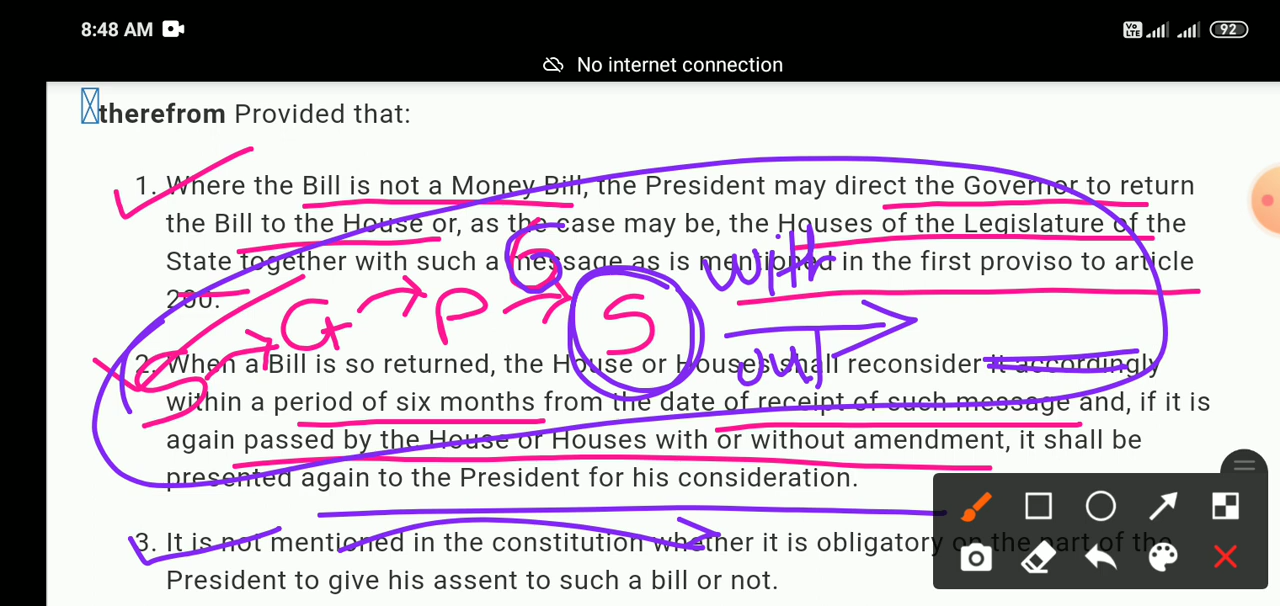 8:48 AM
Vo LTE 92
No internet connection
therefrom Provided that:
1. Where the Bill is not a Money Bill, the President may direct the Governor to return
the Bill to the House or, as the case may be, the Houses of the Legislature of the
State together with such a message as is mentioned in the first proviso to article
200.
G P S with
out
S
2. When a Bill is so returned, the House or Houses shall reconsider it accordingly
within a period of six months from the date of receipt of such message and, if it is
again passed by the House or Houses with or without amendment, it shall be
presented again to the President for his consideration.
3. It is not mentioned in the constitution whether it is obligatory on the part of the
President to give his assent to such a bill or not.